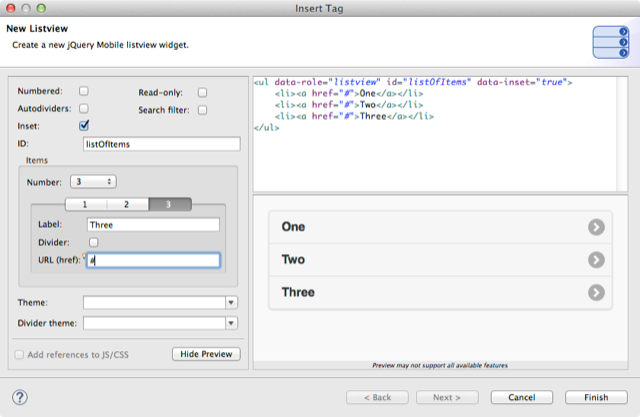 Insert Tag
New Listview
Create a new jQuery Mobile listview widget.
Numbered:
Read-only:
Autodividers:
Search filter:
Inset:
ID:
listOfItems
Items
Number:
3
1 2 3
Label:
Three
Divider:
URL (href):
#
Theme:
Divider theme:
Add references to JS/CSS
Hide Preview
<ul data-role="listview" id="listOfItems" data-inset="true">
<li><a href="#">One</a></li>
<li><a href="#">Two</a></li>
<li><a href="#">Three</a></li>
</ul>
One
Two
Three
Preview may not support all available features
?
< Back
Next >
Cancel
Finish